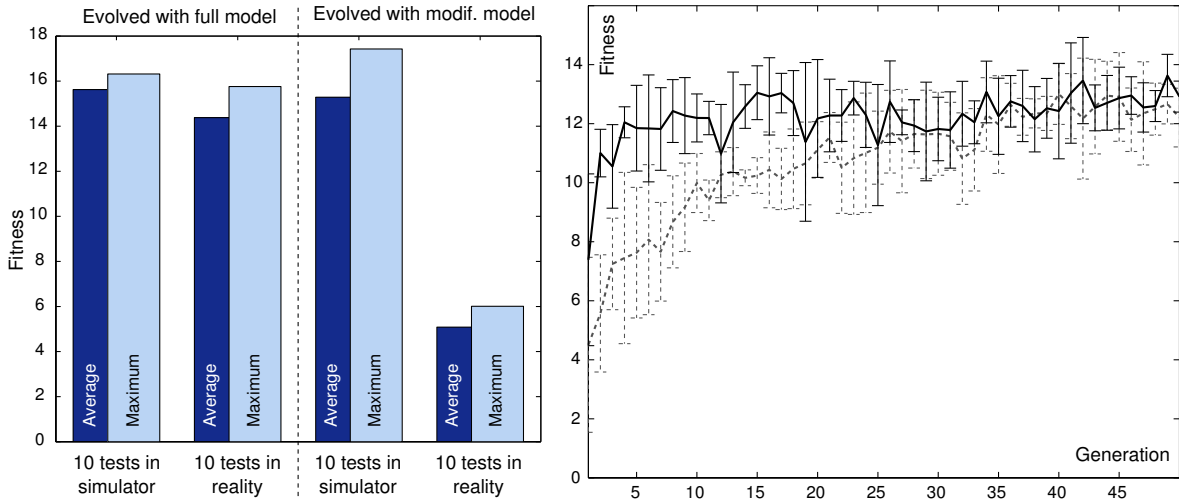 Evolved with full model
Evolved with modif. model
18
16
14
12
10
8
6
4
2
0
Fitness
Average
Maximum
Average
Maximum
Average
Maximum
Average
Maximum
10 tests in
simulator
10 tests in
reality
10 tests in
simulator
10 tests in
reality
Fitness
14
12
10
8
6
4
2
0
Generation
5
10
15
20
25
30
35
40
45